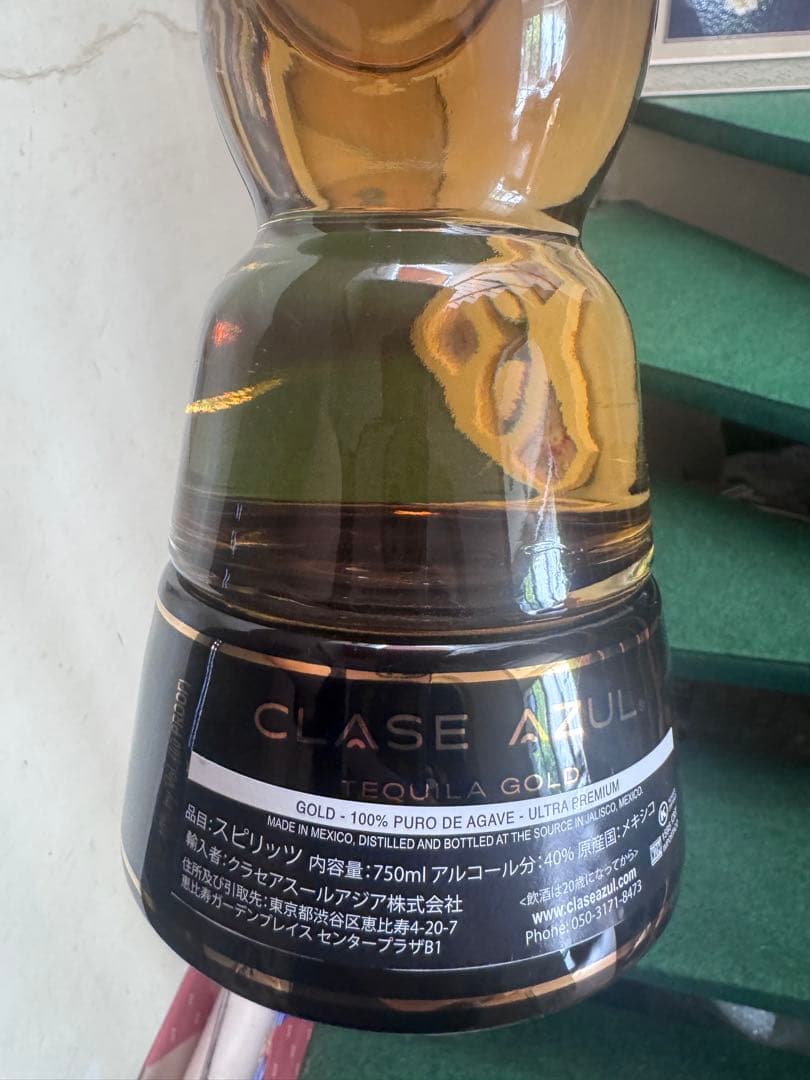 CLASE AZUL
TEQUILA GOLD
GOLD - 100% PURO DE AGAVE - ULTRA PREMIUM
MADE IN MEXICO, DISTILLED AND BOTTLED AT THE SOURCE IN JALISCO, MEXICO.
品目:スピリッツ 内容量:750ml アルコール分:40% 原産国:メキシコ
輸入者:クラセアスールアジア株式会社
住所及び引取先:東京都渋谷区恵比寿4-20-7
恵比寿ガーデンプレイス センタープラザB1
<飲酒は20歳になってから>
www.claseazul.com
Phone: 050-3171-8473